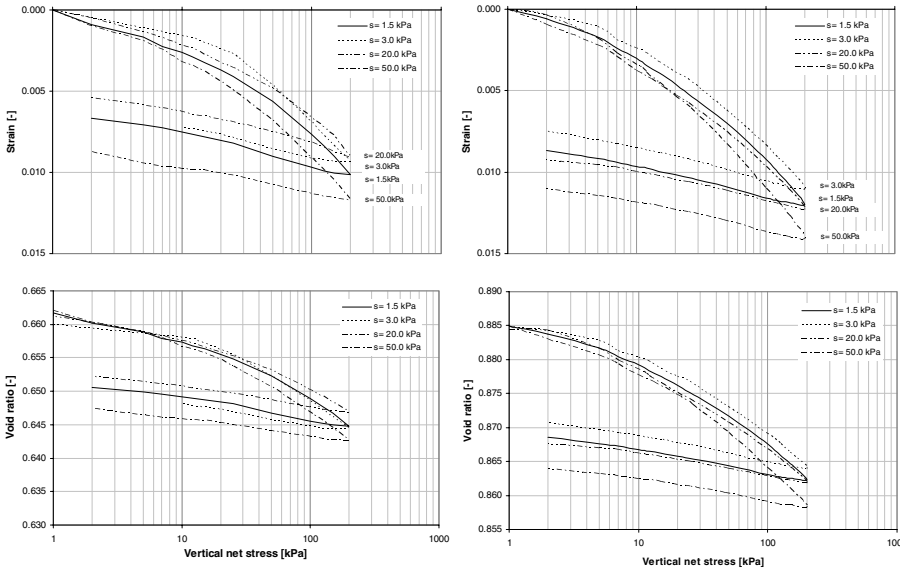 0.000
0.005
0.010
0.015
Strain [-]
s= 1.5 kPa
s= 3.0 kPa
s= 20.0 kPa
s= 50.0 kPa
s= 20.0kPa
s= 3.0kPa
s= 1.5kPa
s= 50.0kPa
0.000
0.005
0.010
0.015
Strain [-]
s= 1.5 kPa
s= 3.0 kPa
s= 20.0 kPa
s= 50.0 kPa
s= 3.0kPa
s= 1.5kPa
s= 20.0kPa
s= 50.0kPa
0.665
0.660
0.655
0.650
0.645
0.640
0.635
0.630
Void ratio [-]
s= 1.5 kPa
s= 3.0 kPa
s= 20.0 kPa
s= 50.0 kPa
1 10 100 1000
Vertical net stress [kPa]
0.890
0.885
0.880
0.875
0.870
0.865
0.860
0.855
Void ratio [-]
s= 1.5 kPa
s= 3.0 kPa
s= 20.0 kPa
s= 50.0 kPa
1 10 100
Vertical net stress [kPa]